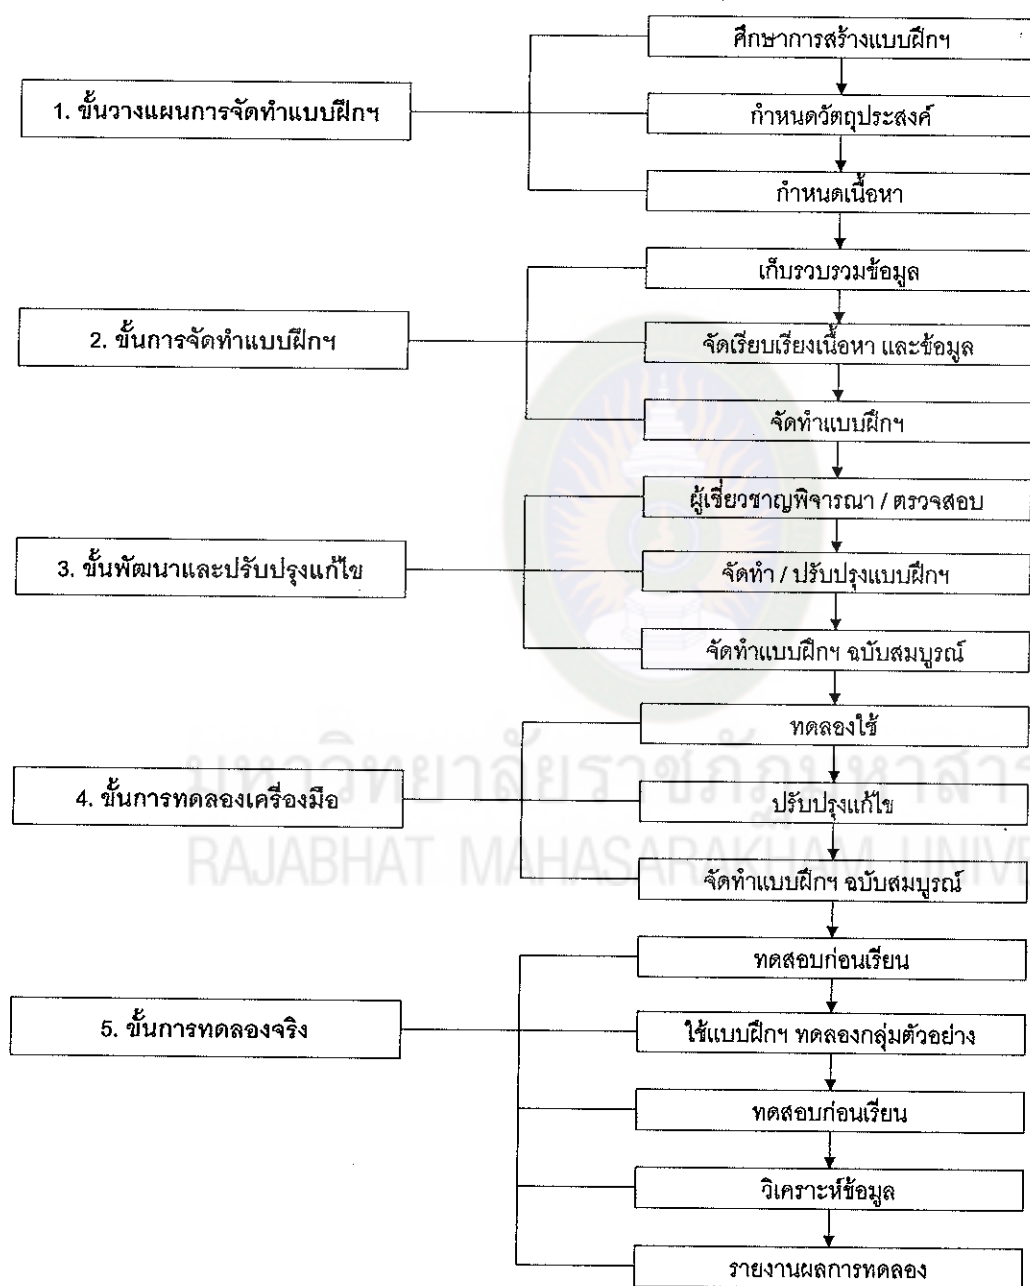 ศึกษาการสร้างแบบฝึกฯ
1. ขั้นวางแผนการจัดทำแบบฝึกฯ
กำหนดวัตถุประสงค์
กำหนดเนื้อหา
เก็บรวบรวมข้อมูล
2. ขั้นการจัดทำแบบฝึกฯ
จัดเรียบเรียงเนื้อหา และข้อมูล
จัดทำแบบฝึกฯ
ผู้เชี่ยวชาญพิจารณา / ตรวจสอบ
3. ขั้นพัฒนาและปรับปรุงแก้ไข
จัดทำ / ปรับปรุงแบบฝึกฯ
จัดทำแบบฝึกฯ ฉบับสมบูรณ์
ทดลองใช้
มหาวิทยาลัยราชภัฏมหาสาร
4. ขั้นการทดลองเครื่องมือ
ปรับปรุงแก้ไข
RAJABHAT MAHASARAKHAM UNIVE
จัดทำแบบฝึกฯ ฉบับสมบูรณ์
ทดสอบก่อนเรียน
5. ขั้นการทดลองจริง
ใช้แบบฝึกฯ ทดลองกลุ่มตัวอย่าง
ทดสอบก่อนเรียน
วิเคราะห์ข้อมูล
รายงานผลการทดลอง